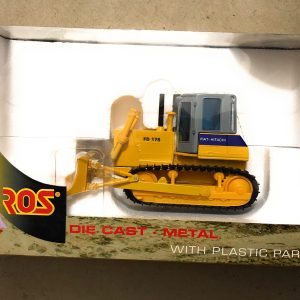 FD 175
FIAT-HITACHI
ROS
DIE CAST - METAL
WITH PLASTIC PAR